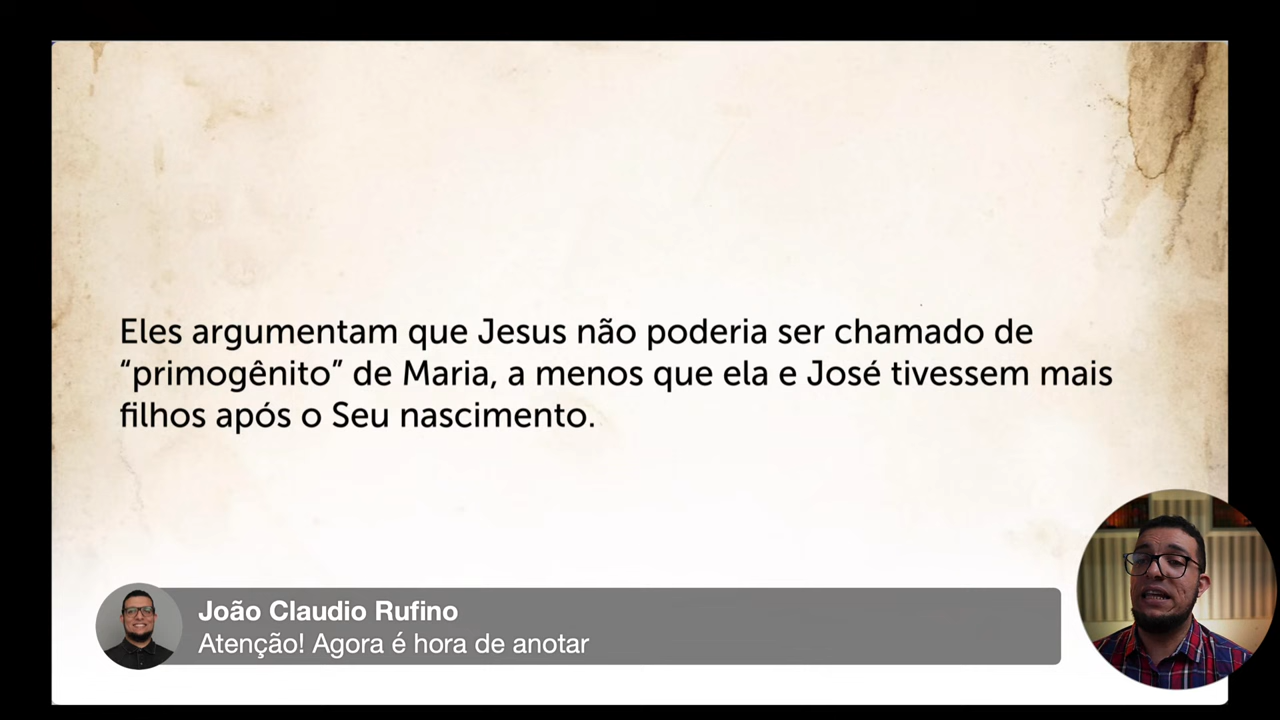 Eles argumentam que Jesus não poderia ser chamado de
“primogênito” de Maria, a menos que ela e José tivessem mais
filhos após o Seu nascimento.
João Claudio Rufino
Atenção! Agora é hora de anotar